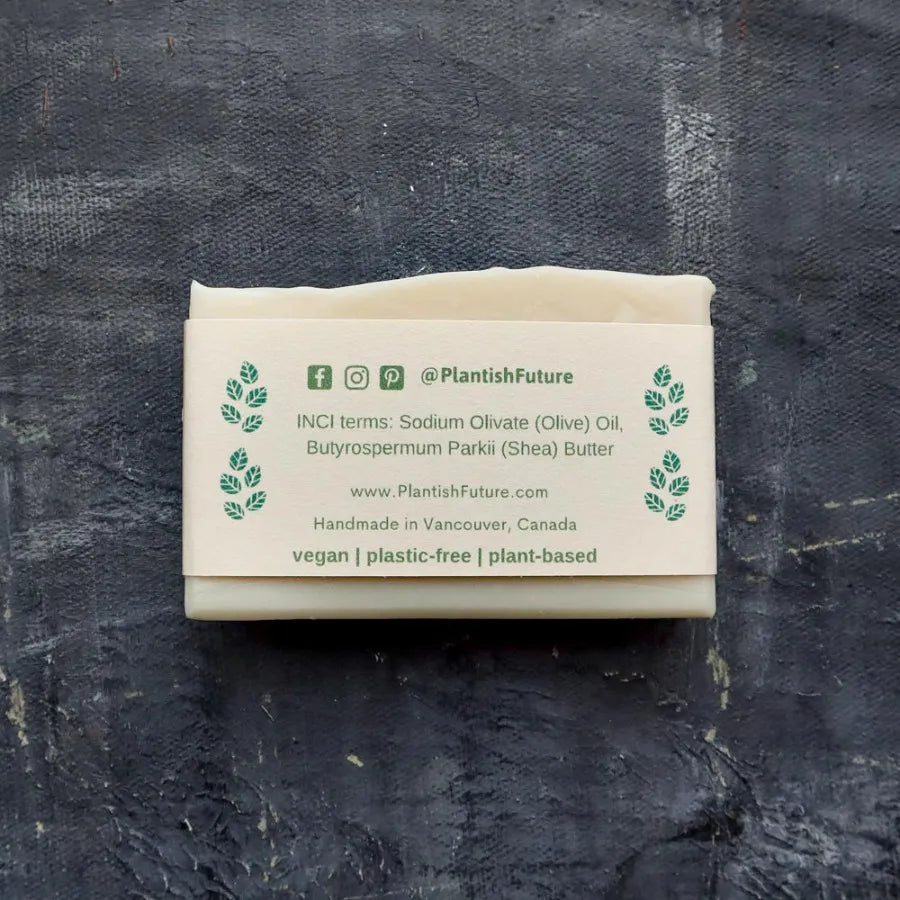 @PlantishFuture
INCI terms: Sodium Olivate (Olive) Oil,
Butyrospermum Parkii (Shea) Butter
www.PlantishFuture.com
Handmade in Vancouver, Canada
vegan | plastic-free | plant-based